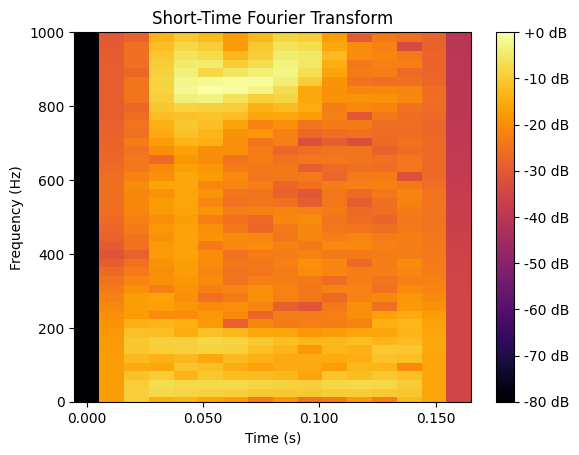 Short-Time Fourier Transform
1000
800
600
400
200
0
Frequency (Hz)
0.000
0.050
0.100
0.150
Time (s)
+0 dB
-10 dB
-20 dB
-30 dB
-40 dB
-50 dB
-60 dB
-70 dB
-80 dB